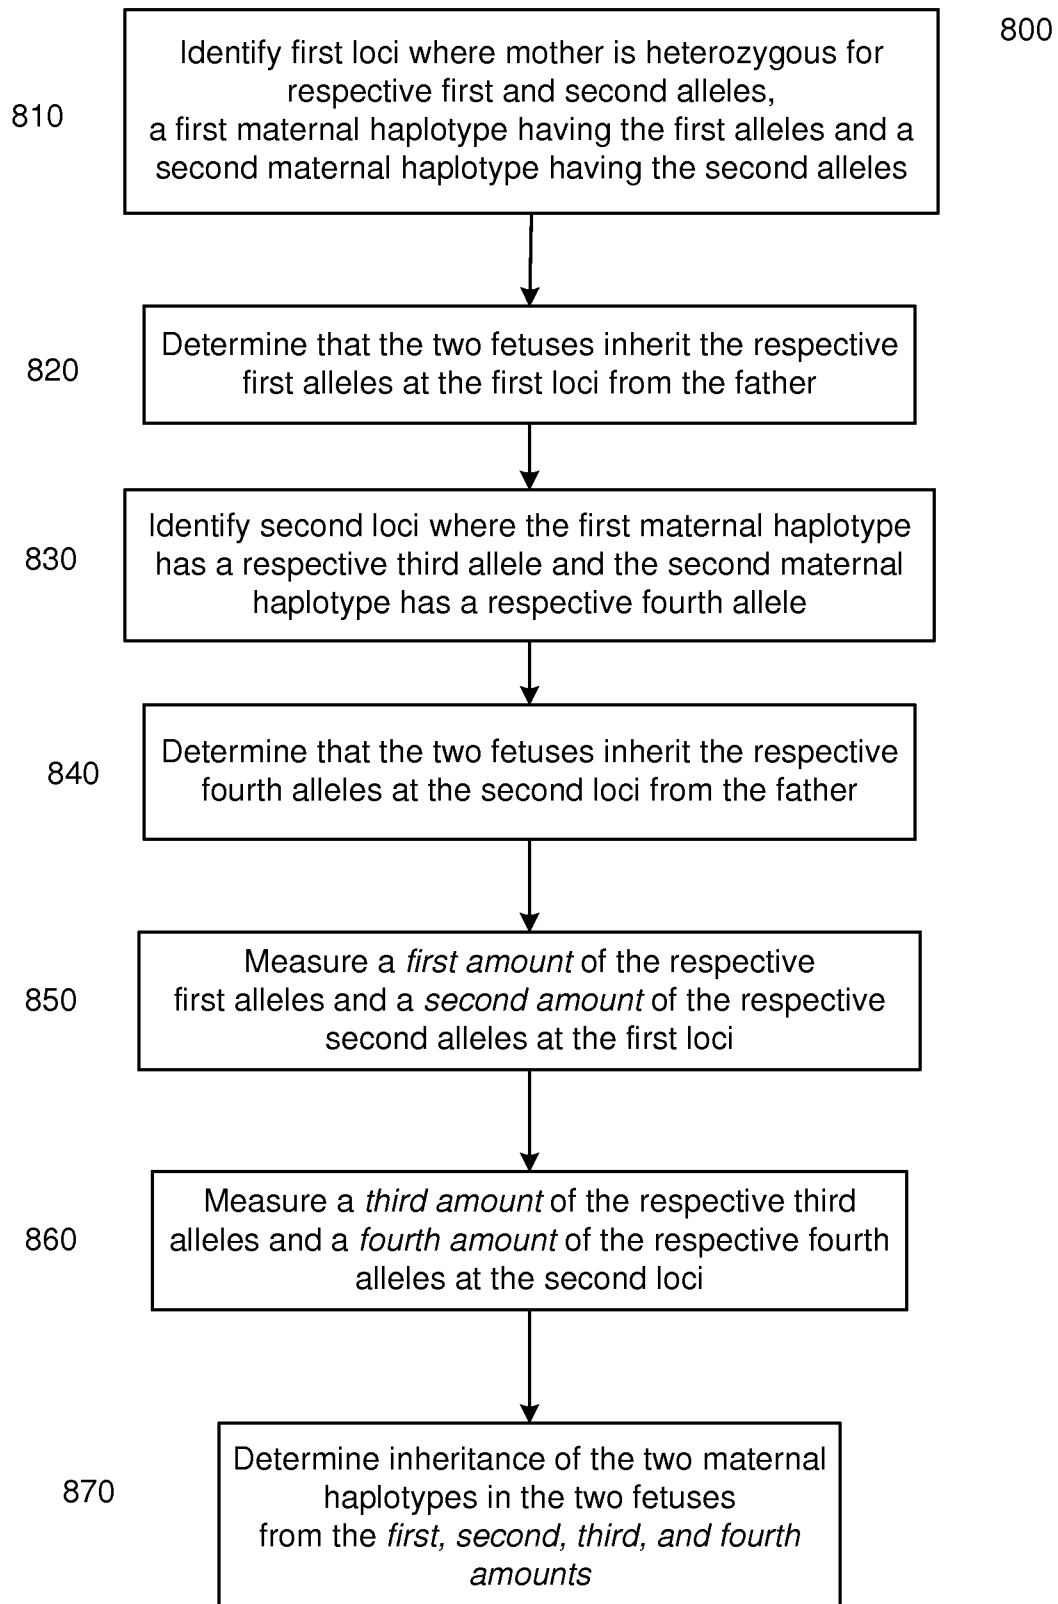 800
810
Identify first loci where mother is heterozygous for
respective first and second alleles,
a first maternal haplotype having the first alleles and a
second maternal haplotype having the second alleles
820
Determine that the two fetuses inherit the respective
first alleles at the first loci from the father
830
Identify second loci where the first maternal haplotype
has a respective third allele and the second maternal
haplotype has a respective fourth allele
840
Determine that the two fetuses inherit the respective
fourth alleles at the second loci from the father
850
Measure a first amount of the respective
first alleles and a second amount of the respective
second alleles at the first loci
860
Measure a third amount of the respective third
alleles and a fourth amount of the respective fourth
alleles at the second loci
870
Determine inheritance of the two maternal
haplotypes in the two fetuses
from the first, second, third, and fourth
amounts